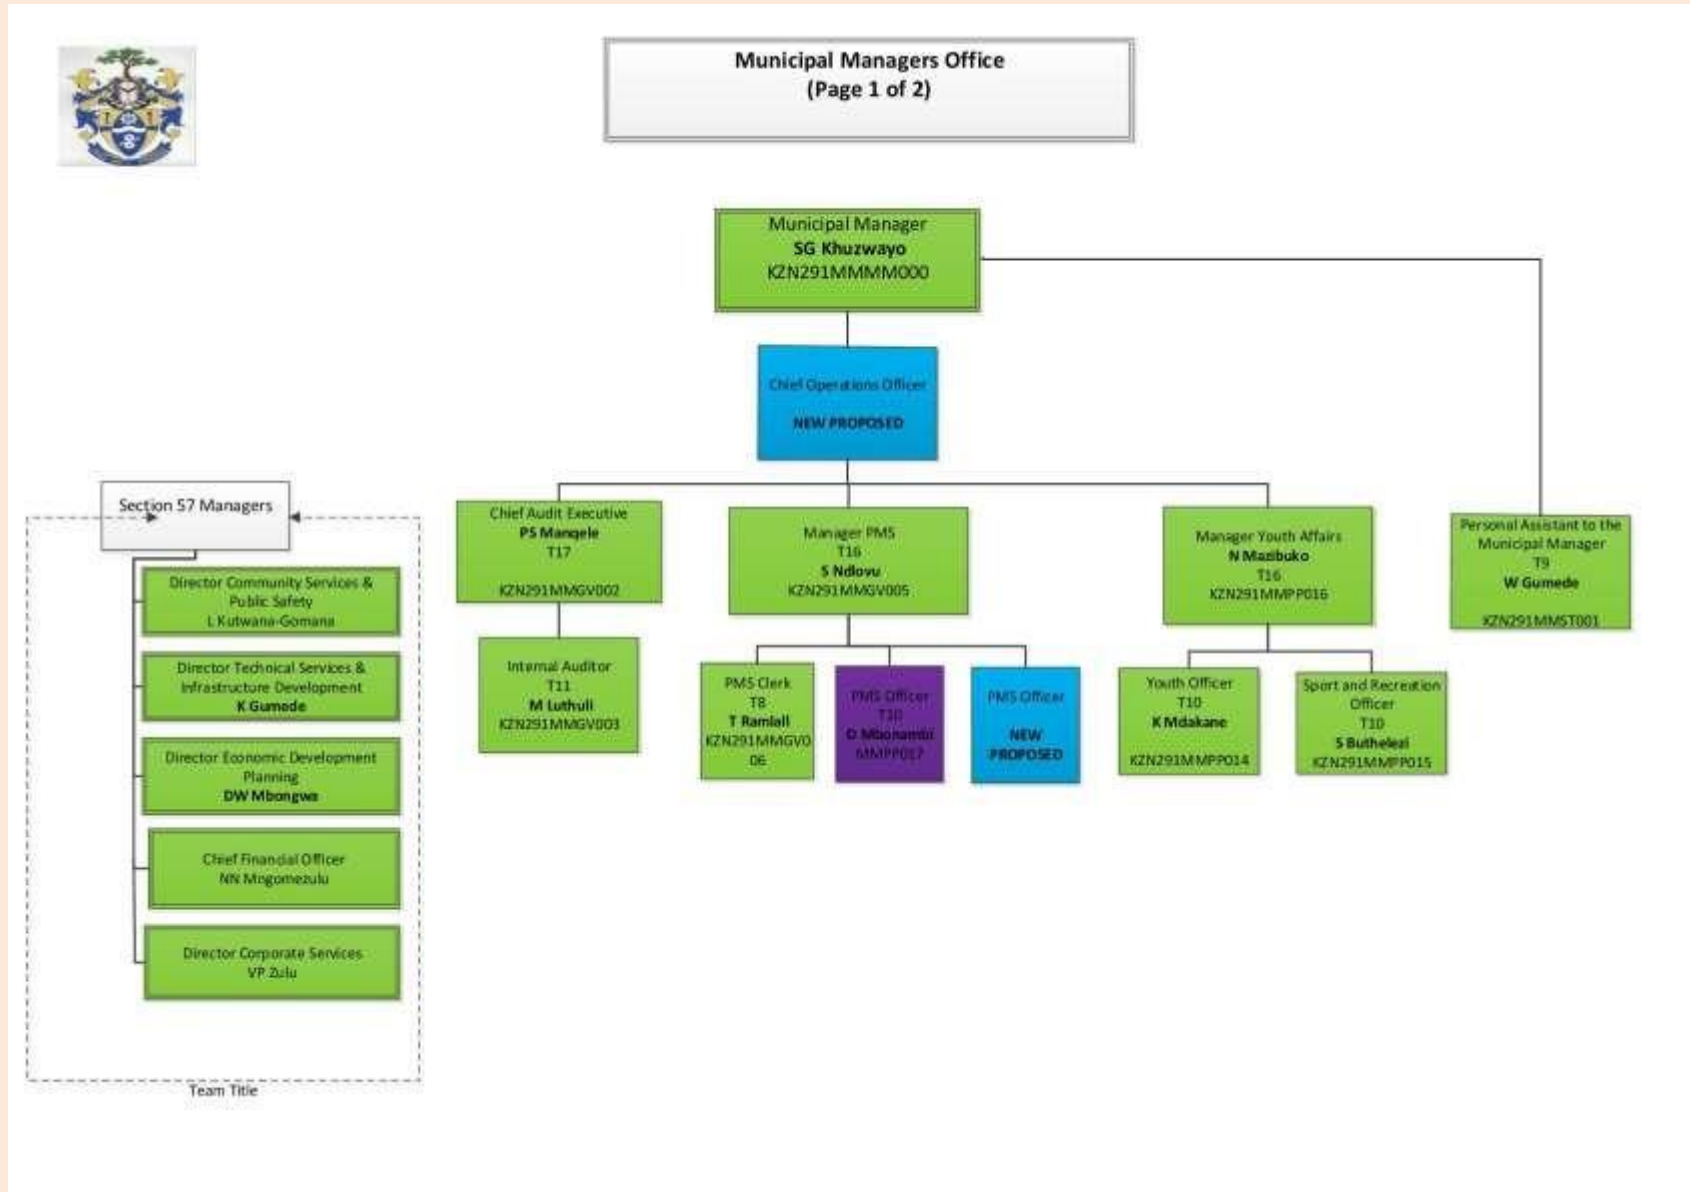 Municipal Managers Office
(Page 1 of 2)
Municipal Manager
SG Khuzwayo
KZN291MMMM000
Chief Operations Officer
NEW PROPOSED
Section 57 Managers
Director Community Services &
Public Safety
L Kutwana-Gomana
Director Technical Services &
Infrastructure Development
K Gumede
Director Economic Development
Planning
DW Mbongwa
Chief Financial Officer
NN Mngomezulu
Director Corporate Services
VP Zulu
Team Title
Chief Audit Executive
PS Manqele
T17
KZN291MMGV002
Internal Auditor
T11
M Luthuli
KZN291MMGV003
Manager PMS
T16
S Ndlovu
KZN291MMGV005
PMS Clerk
T8
T Ramlall
KZN291MMGV0
06
PMS Officer
T10
D Mbonambi
MMPP017
PMS Officer
NEW
PROPOSED
Manager Youth Affairs
N Mazibuko
T16
KZN291MMPP016
Youth Officer
T10
K Mdakane
KZN291MMPP014
Sport and Recreation
Officer
T10
S Buthelezi
KZN291MMPP015
Personal Assistant to the
Municipal Manager
T9
W Gumede
KZN291MMST001